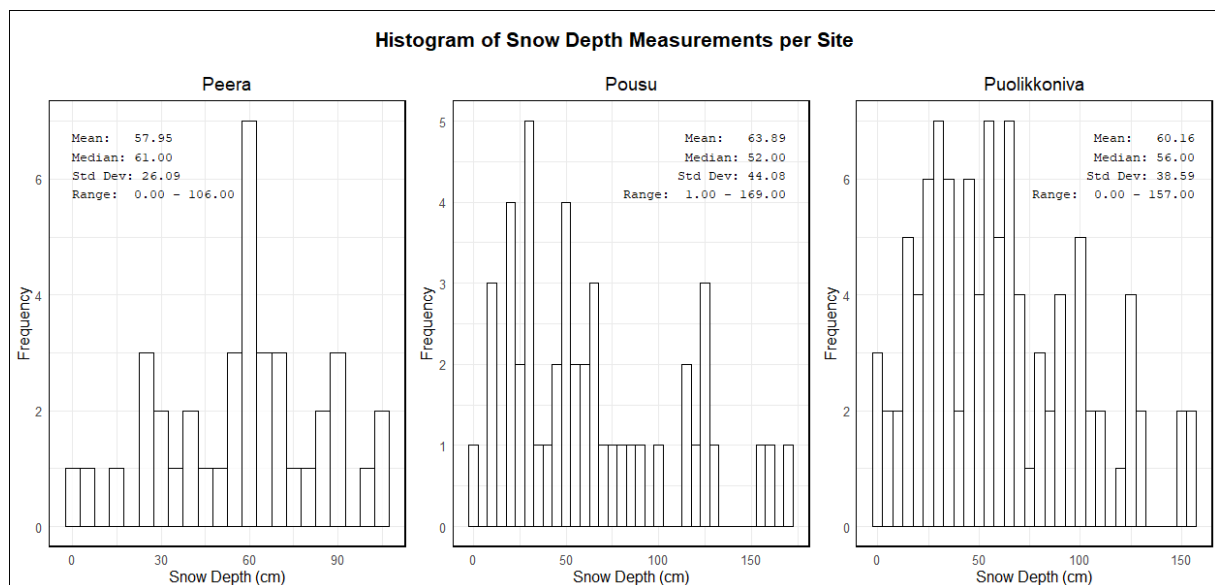 Histogram of Snow Depth Measurements per Site
Peera
Mean: 57.95
Median: 61.00
Std Dev: 26.09
Range: 0.00 - 106.00
Frequency
6
4
2
0
0 30 60 90
Snow Depth (cm)
Pousu
Mean: 63.89
Median: 52.00
Std Dev: 44.08
Range: 1.00 - 169.00
Frequency
5
4
3
2
1
0
0 50 100 150
Snow Depth (cm)
Puolikkoniva
Mean: 60.16
Median: 56.00
Std Dev: 38.59
Range: 0.00 - 157.00
Frequency
6
4
2
0
0 50 100 150
Snow Depth (cm)